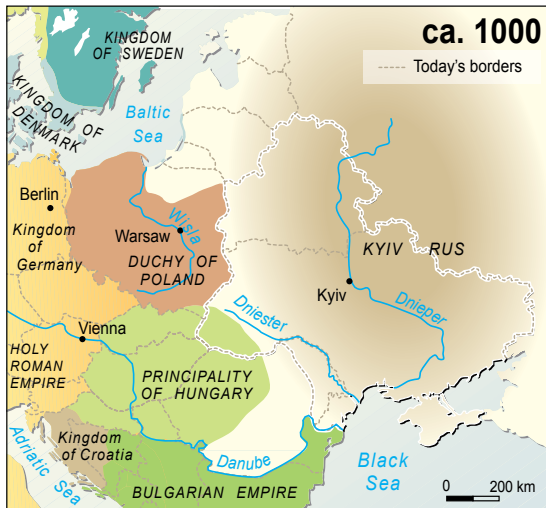 ca. 1000
Today's borders
KINGDOM
OF SWEDEN
KINGDOM OF
DENMARK
Baltic
Sea
Berlin
Kingdom
of
Germany
Wisla
Warsaw
DUCHY OF
POLAND
KYIV RUS
Kyiv
Dnieper
Dniester
Vienna
HOLY
ROMAN
EMPIRE
PRINCIPALITY
OF HUNGARY
Kingdom
of Croatia
Adriatic Sea
Danube
BULGARIAN EMPIRE
Black
Sea
0 200 km